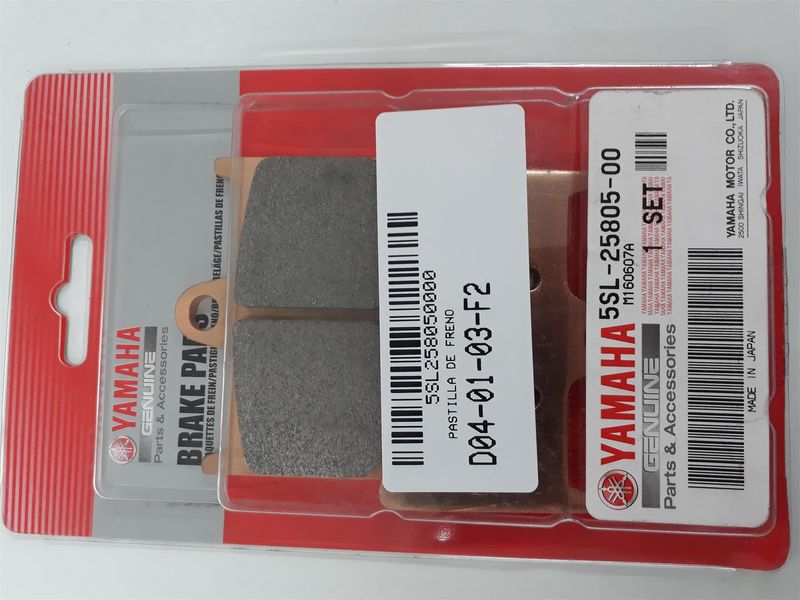 YAMAHA
GENUINE
Parts & Accessories
BRAKE PARTS
5SL258050000
PASTILLA DE FRENO
D04-01-03-F2
YAMAHA
GENUINE
Parts & Accessories
5SL-25805-00
M160607A
1 SET
MADE IN JAPAN
YAMAHA MOTOR CO., LTD.
2500 SHINGAI IWATA SHIZUOKA JAPAN